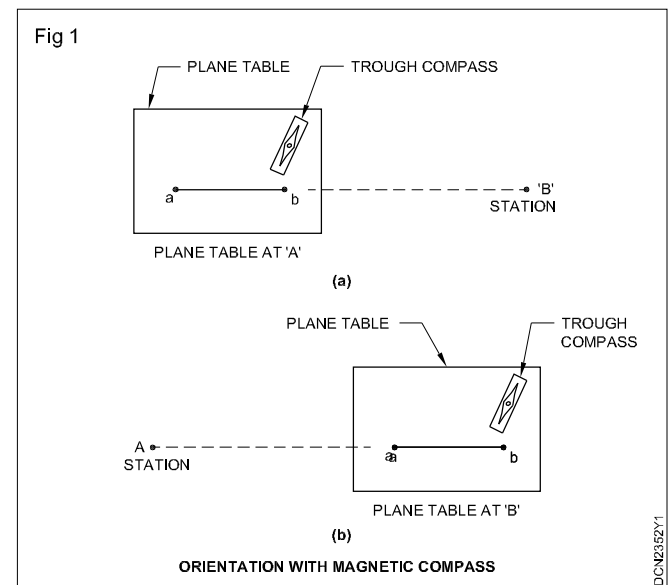 Fig 1
PLANE TABLE
TROUGH COMPASS
a
b
'B'
STATION
PLANE TABLE AT 'A'
(a)
PLANE TABLE
TROUGH
COMPASS
A
STATION
aa
b
PLANE TABLE AT 'B'
(b)
ORIENTATION WITH MAGNETIC COMPASS
DCN2352Y1